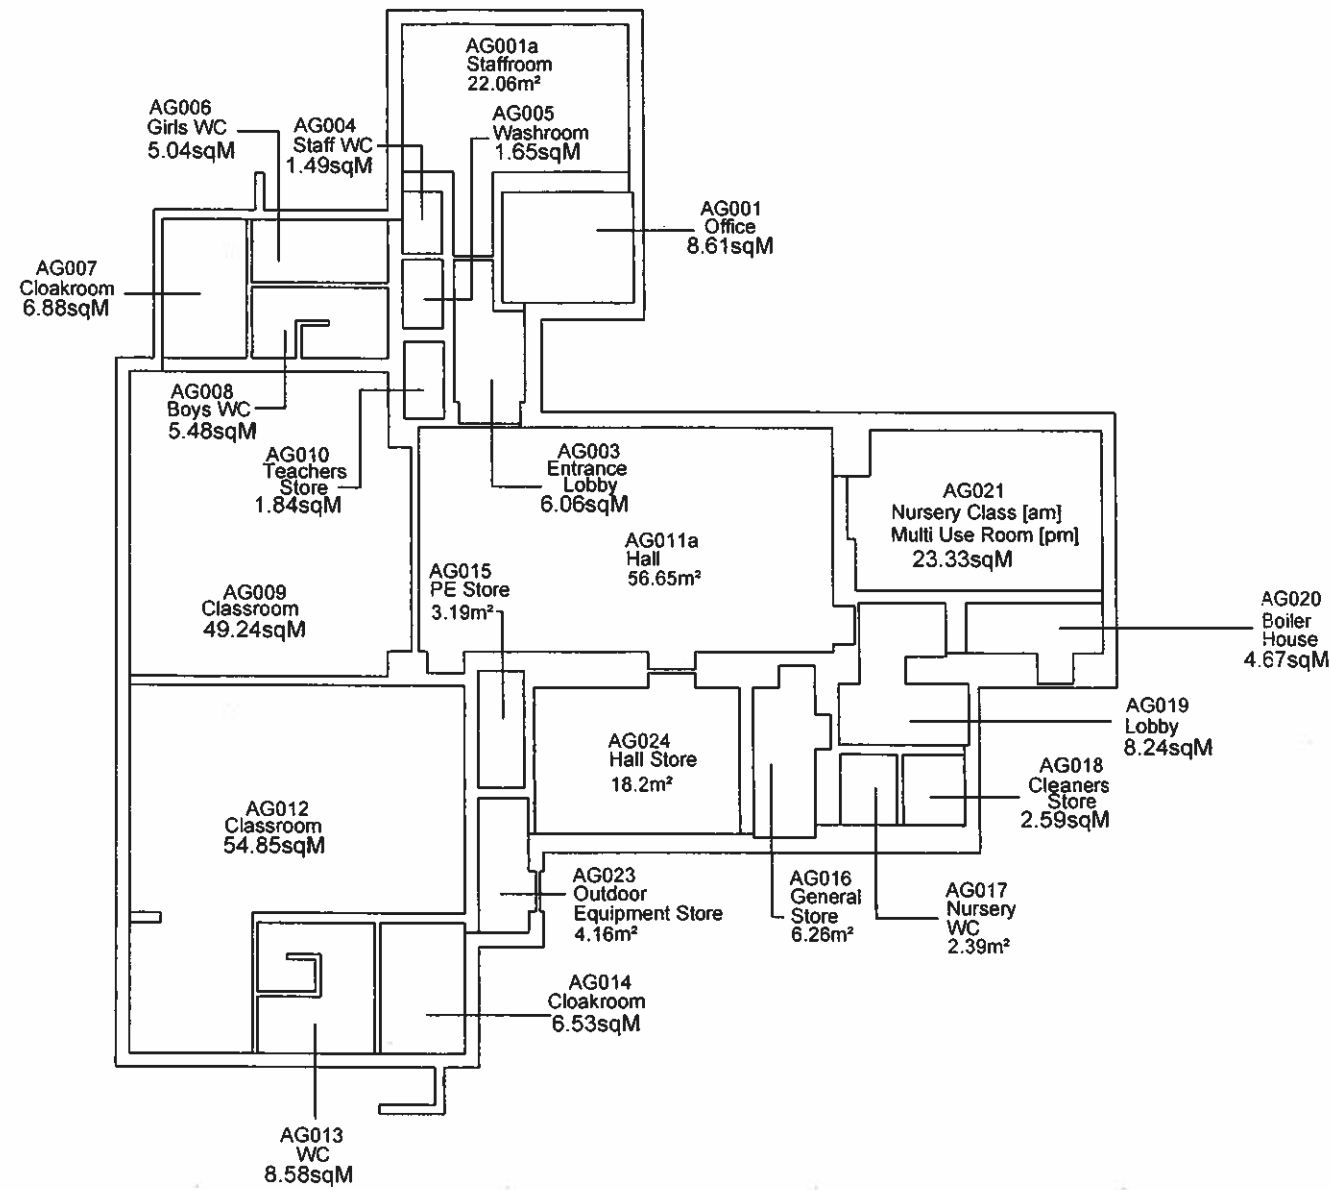 AG001a
Staffroom
22.06m²
AG006
Girls WC
5.04sqM
AG004
Staff WC
1.49sqM
AG005
Washroom
1.65sqM
AG001
Office
8.61sqM
AG007
Cloakroom
6.88sqM
AG008
Boys WC
5.48sqM
AG010
Teachers
Store
1.84sqM
AG003
Entrance
Lobby
6.06sqM
AG021
Nursery Class [am]
Multi Use Room [pm]
23.33sqM
AG011a
Hall
56.65m²
AG015
PE Store
3.19m²
AG009
Classroom
49.24sqM
AG020
Boiler
House
4.67sqM
AG019
Lobby
8.24sqM
AG024
Hall Store
18.2m²
AG018
Cleaners
Store
2.59sqM
AG012
Classroom
54.85sqM
AG023
Outdoor
Equipment Store
4.16m²
AG016
General
Store
6.26m²
AG017
Nursery
WC
2.39m²
AG014
Cloakroom
6.53sqM
AG013
WC
8.58sqM